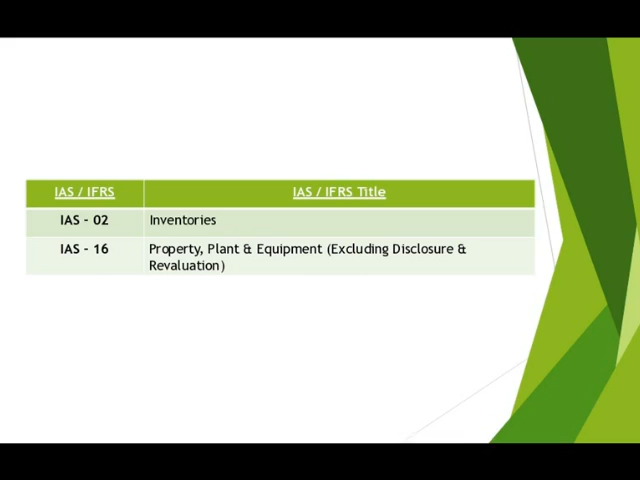 IAS / IFRS IAS / IFRS Title
IAS - 02 Inventories
IAS - 16 Property, Plant & Equipment (Excluding Disclosure &
Revaluation)